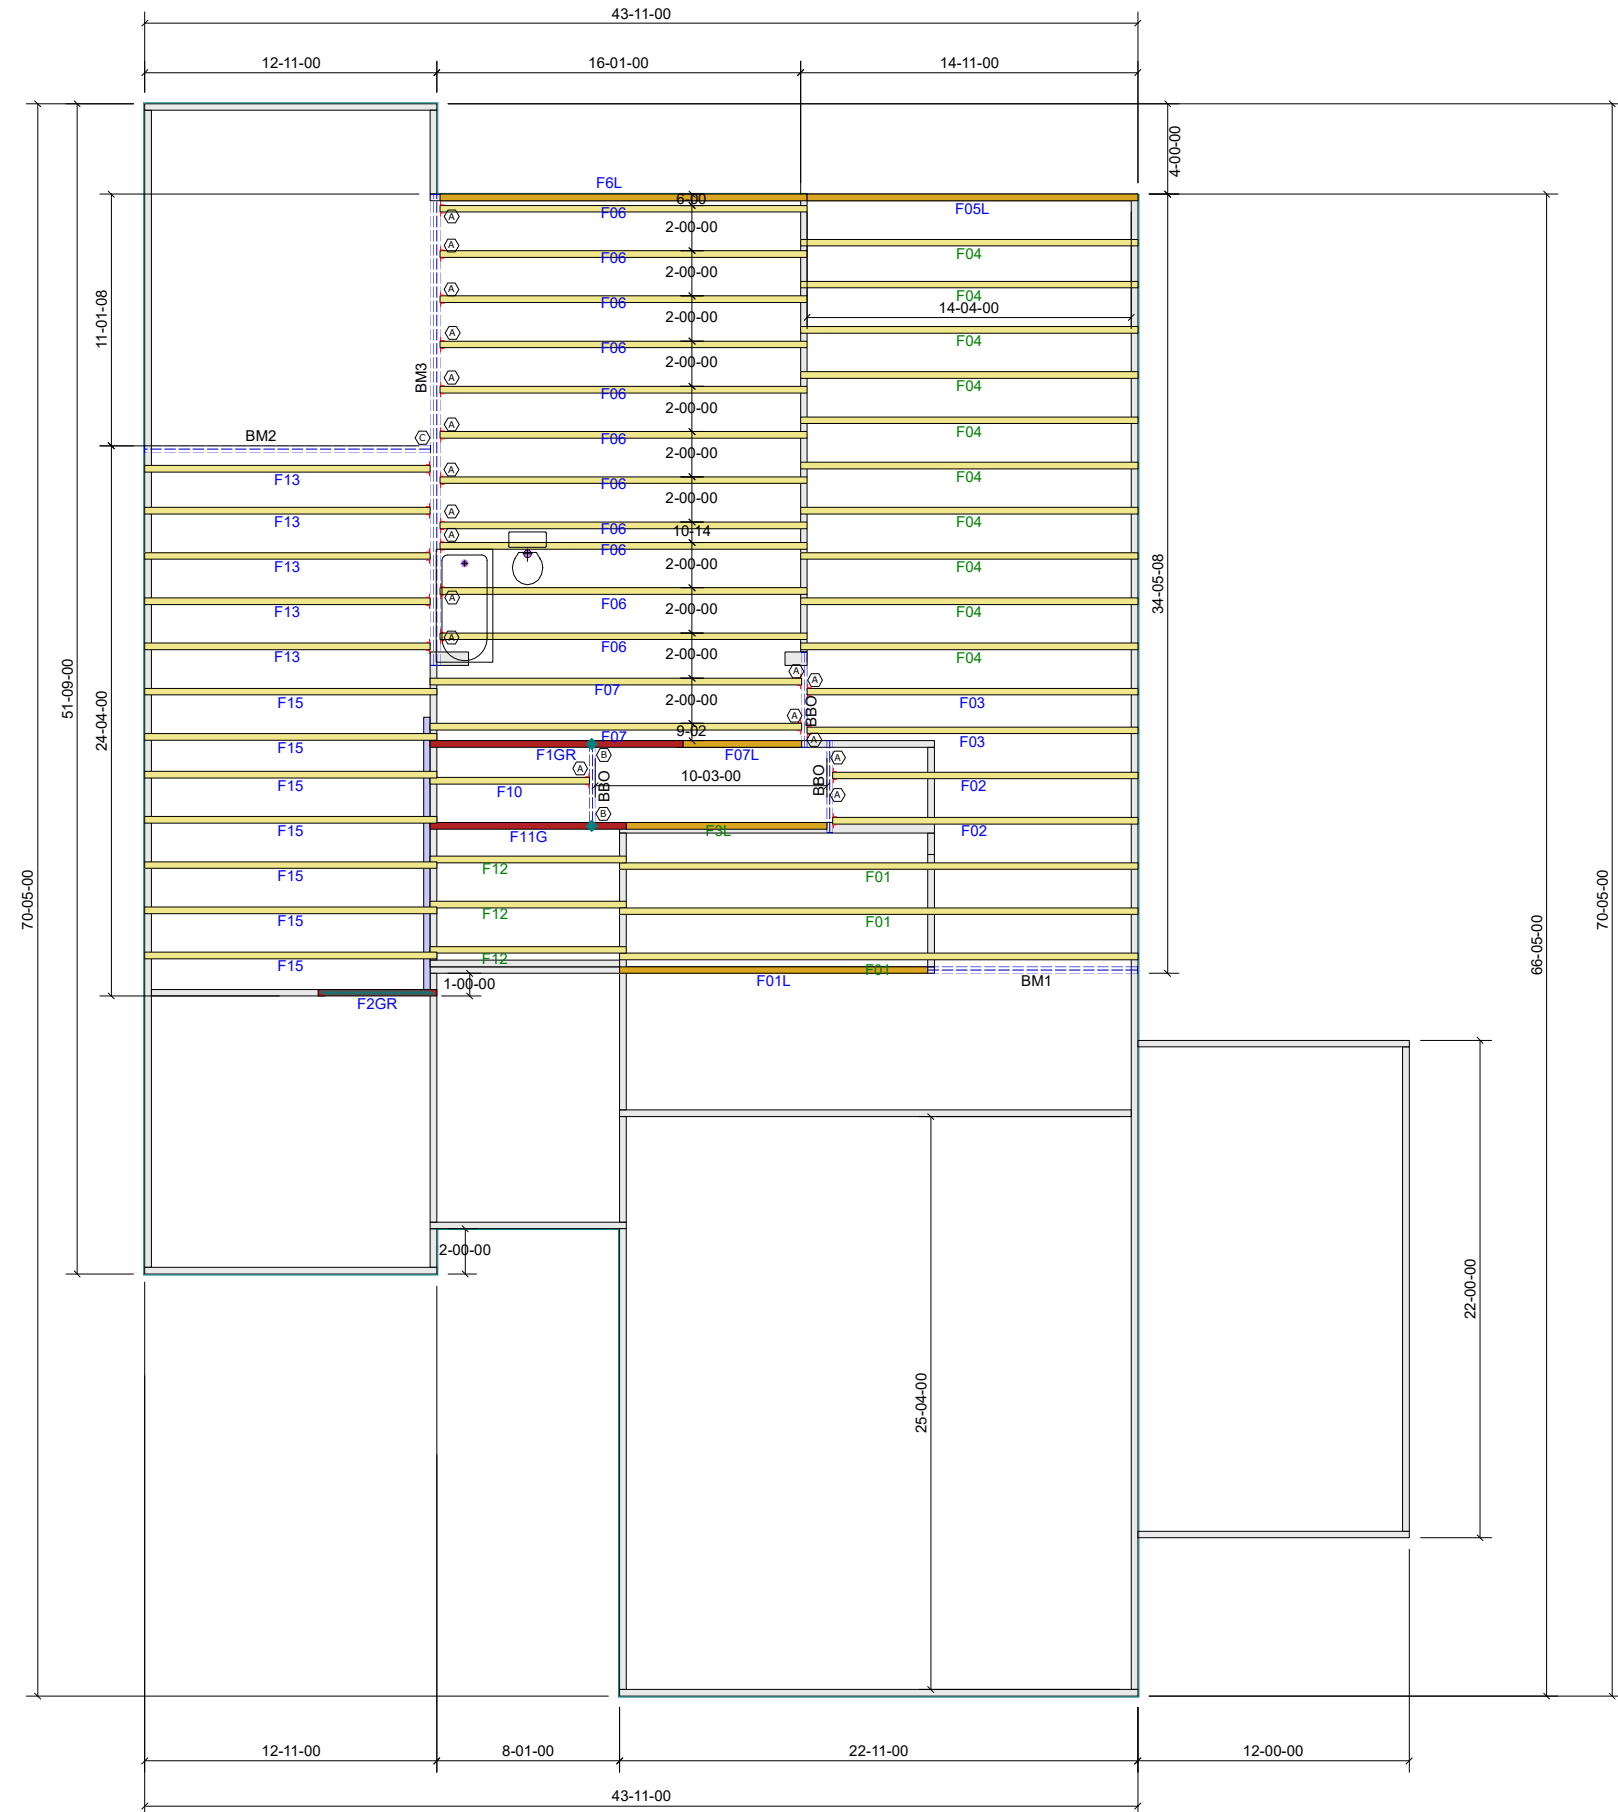 43-11-00
12-11-00
16-01-00
14-11-00
4-00-00
F6L
6-00
F06
F05L
A
2-00-00
A
F06
F04
2-00-00
A
F06
F04
14-04-00
2-00-00
11-01-08
A
F06
F04
2-00-00
BM3
A
F06
F04
2-00-00
BM2
C
A
F06
F04
2-00-00
A
F13
F06
F04
2-00-00
A
F13
F06
10-14
F04
A
F06
F13
2-00-00
F04
34-05-08
A
F13
F06
2-00-00
F04
A
F13
F06
2-00-00
F04
A
A
F07
51-09-00
24-04-00
F15
2-00-00
BBO
F03
A
F15
F07
9-02
A
F03
F1GR
B
F07L
A
A
F15
F10
BBO
10-03-00
BBO
F02
A
B
F15
F11G
F3L
F02
F15
F12
F01
70-05-00
70-05-00
66-05-00
F15
F12
F01
F15
F12
F01
1-00-00
F01L
BM1
F2GR
2-00-00
22-00-00
25-04-00
12-11-00
8-01-00
22-11-00
12-00-00
43-11-00